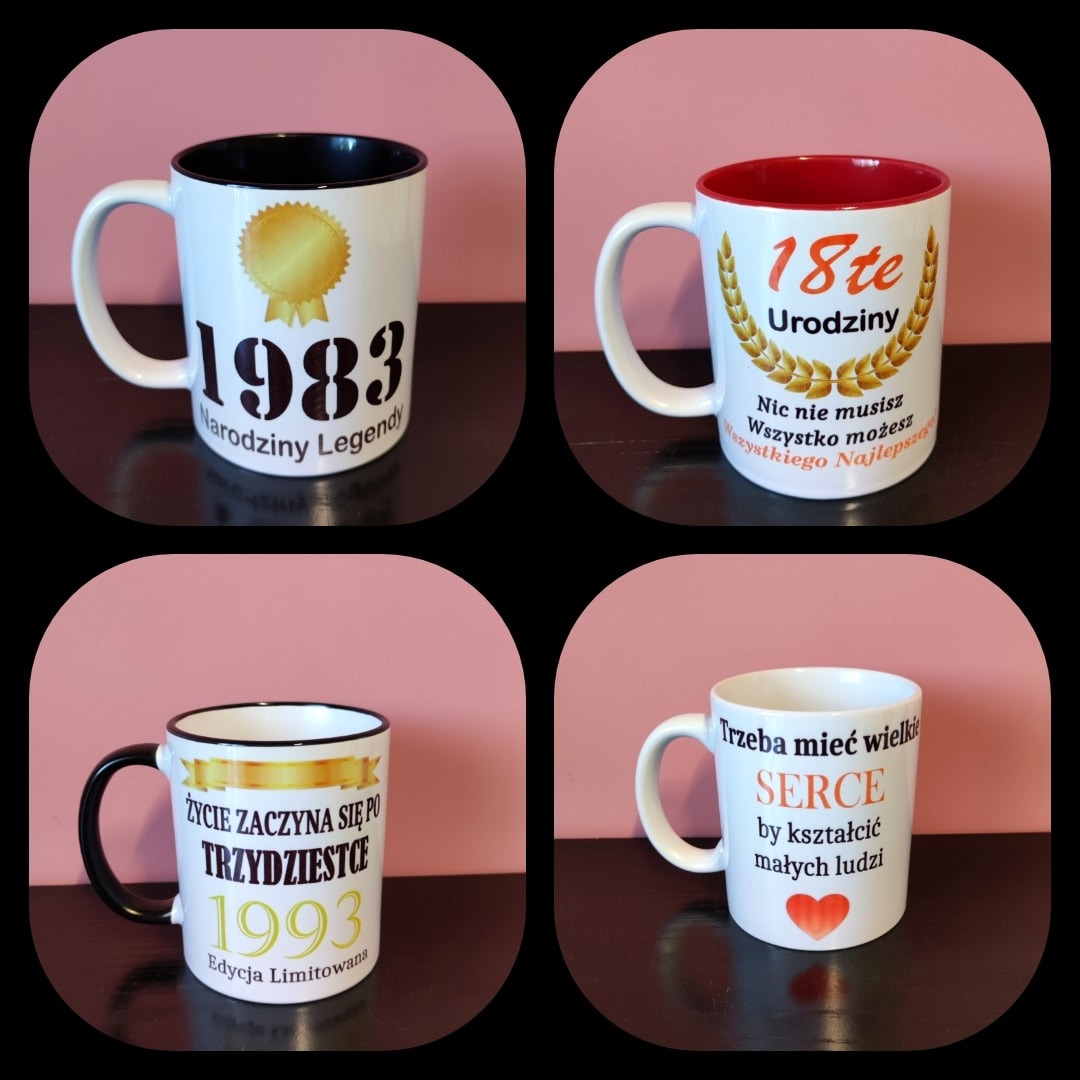 1983
Narodziny Legendy
18te
Urodziny
Nic nie musisz
Wszystko możesz
Wszystkiego Najlepszego
ŻYCIE ZACZYNA SIĘ PO
TRZYDZIESTCE
1993
Edycja Limitowana
Trzeba mieć wielkie
SERCE
by kształcić
małych ludzi